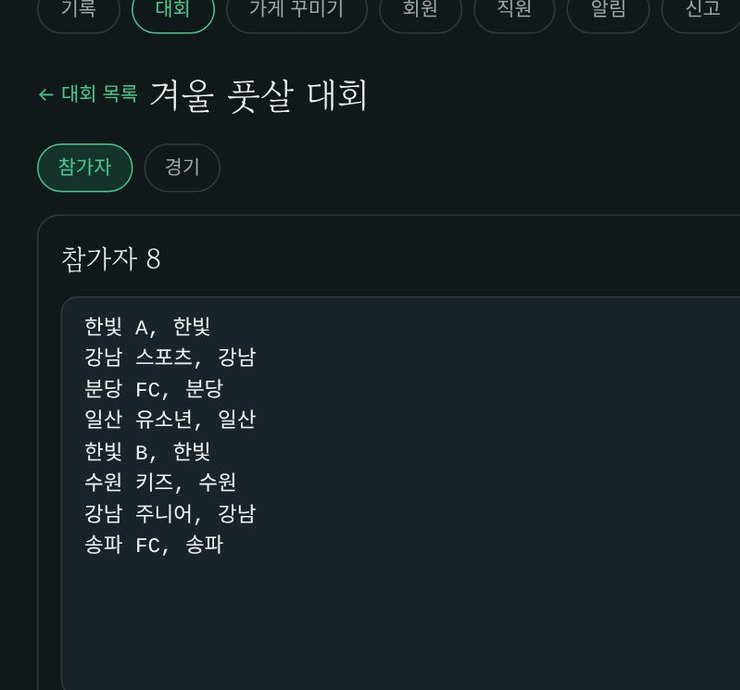 기록 대회 가게 꾸미기 회원 직원 알림 신고
← 대회 목록 겨울 풋살 대회
참가자 경기
참가자 8
한빛 A, 한빛
강남 스포츠, 강남
분당 FC, 분당
일산 유소년, 일산
한빛 B, 한빛
수원 키즈, 수원
강남 주니어, 강남
송파 FC, 송파